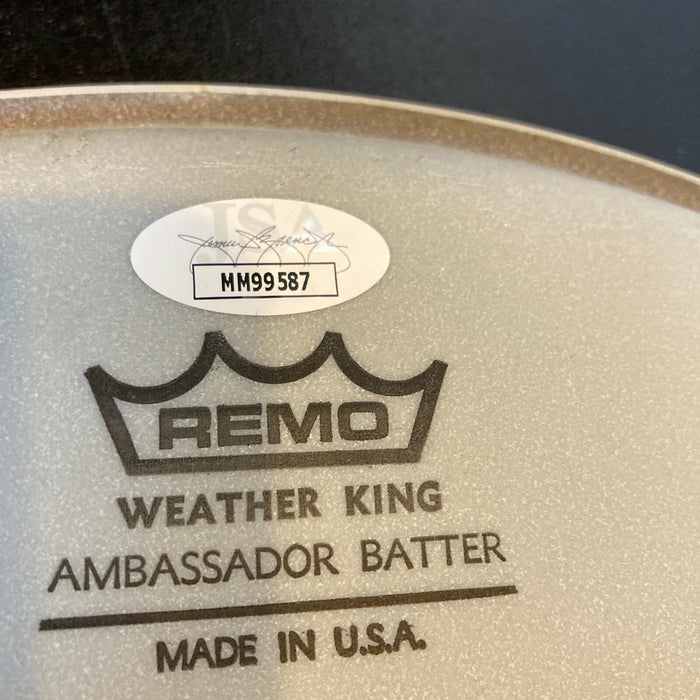 JSA
MM99587
REMO
WEATHER KING
AMBASSADOR BATTER
MADE IN U.S.A.